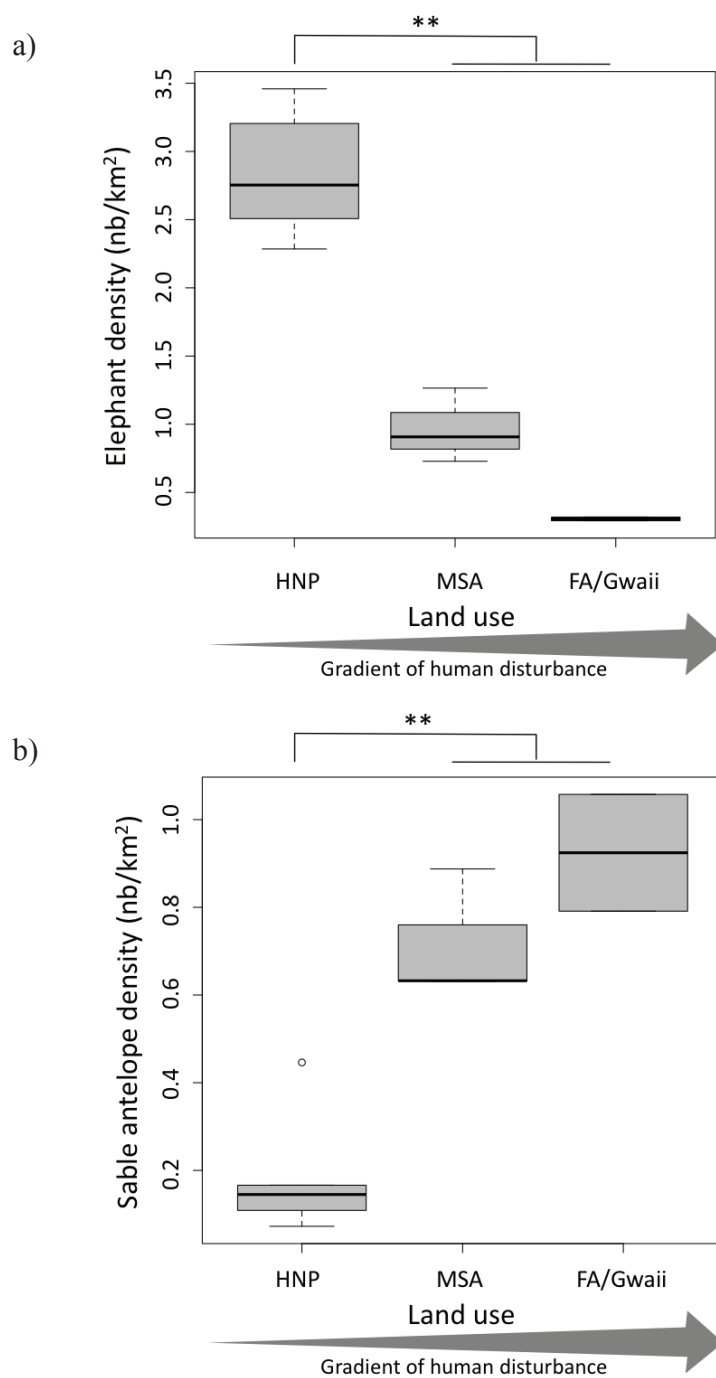 a)
**
Elephant density (nb/km²)
3.5
3.0
2.5
2.0
1.5
1.0
0.5
HNP MSA FA/Gwaii
Land use
Gradient of human disturbance
b)
**
Sable antelope density (nb/km²)
1.0
0.8
0.6
0.4
0.2
HNP MSA FA/Gwaii
Land use
Gradient of human disturbance